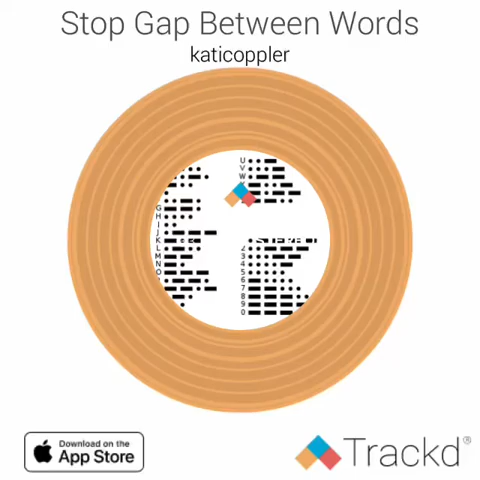 Stop Gap Between Words
katicoppler
U
V
W
G
H
I
J
K
L
M
N
O
2
3
4
5
6
7
8
9
0
Download on the
App Store
Trackd®